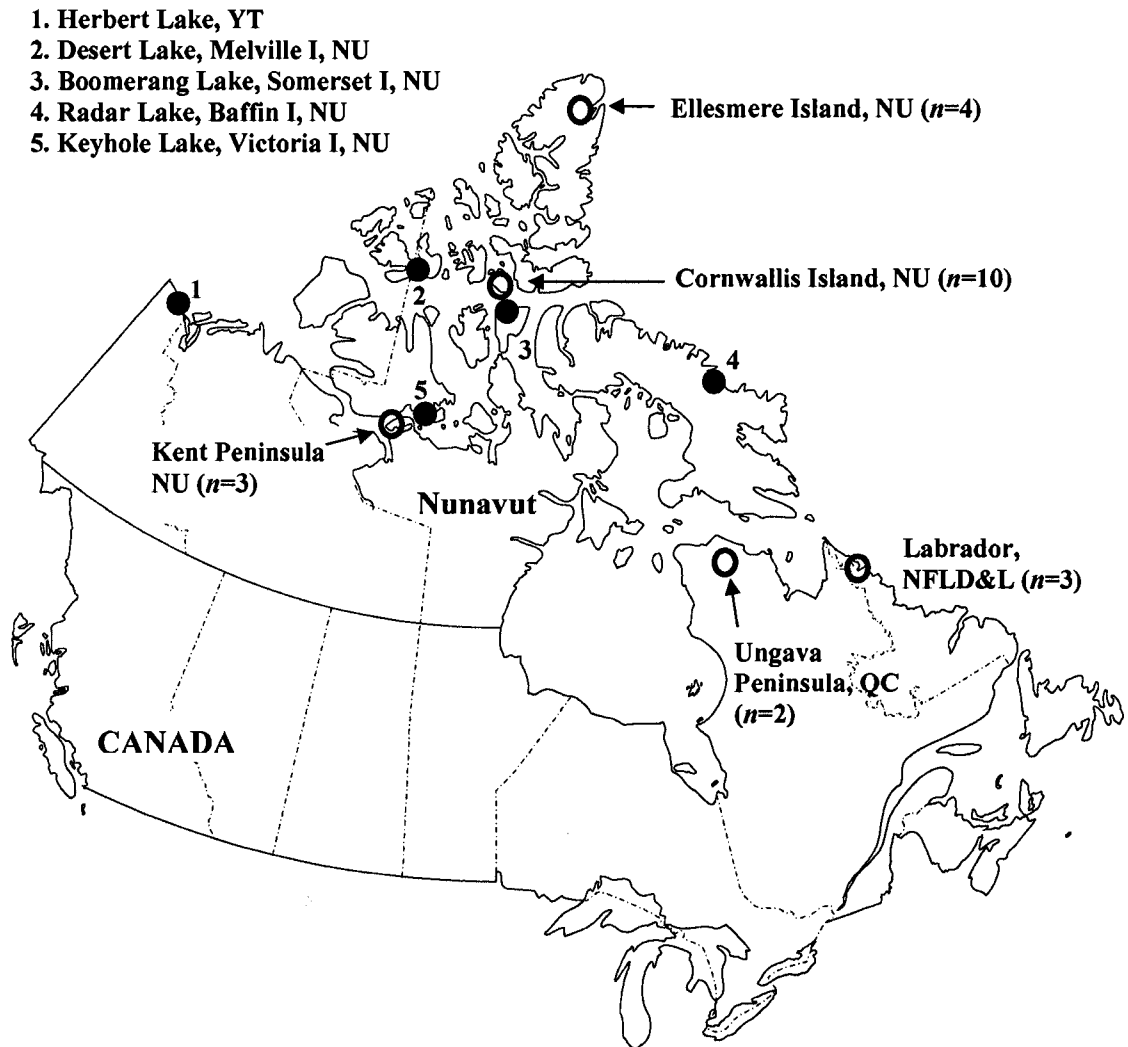 1. Herbert Lake, YT
2. Desert Lake, Melville I, NU
3. Boomerang Lake, Somerset I, NU
4. Radar Lake, Baffin I, NU
5. Keyhole Lake, Victoria I, NU
Ellesmere Island, NU (n=4)
Cornwallis Island, NU (n=10)
1
2
3
4
5
Kent Peninsula
NU (n=3)
Nunavut
Labrador,
NFLD&L (n=3)
Ungava
Peninsula, QC
(n=2)
CANADA